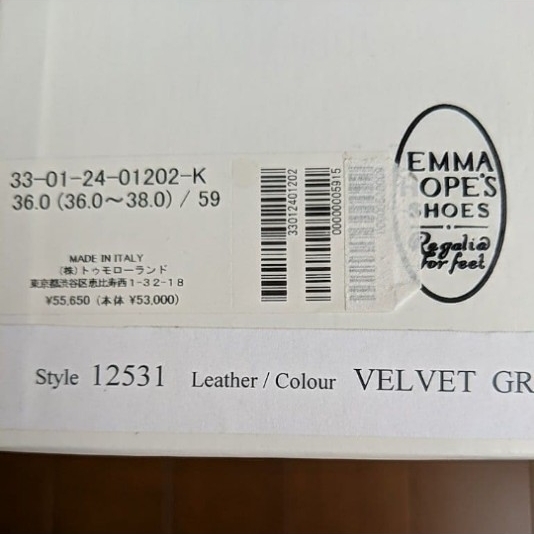 33-01-24-01202-K
36.0 (36.0～38.0) / 59
MADE IN ITALY
(株)トゥモローランド
東京都渋谷区恵比寿西1-32-18
¥55,650 (本体 ¥53,000)
33012401202
00000005915
EMMA
HOPE'S
SHOES
Regalia
for feet
Style 12531 Leather / Colour VELVET GR